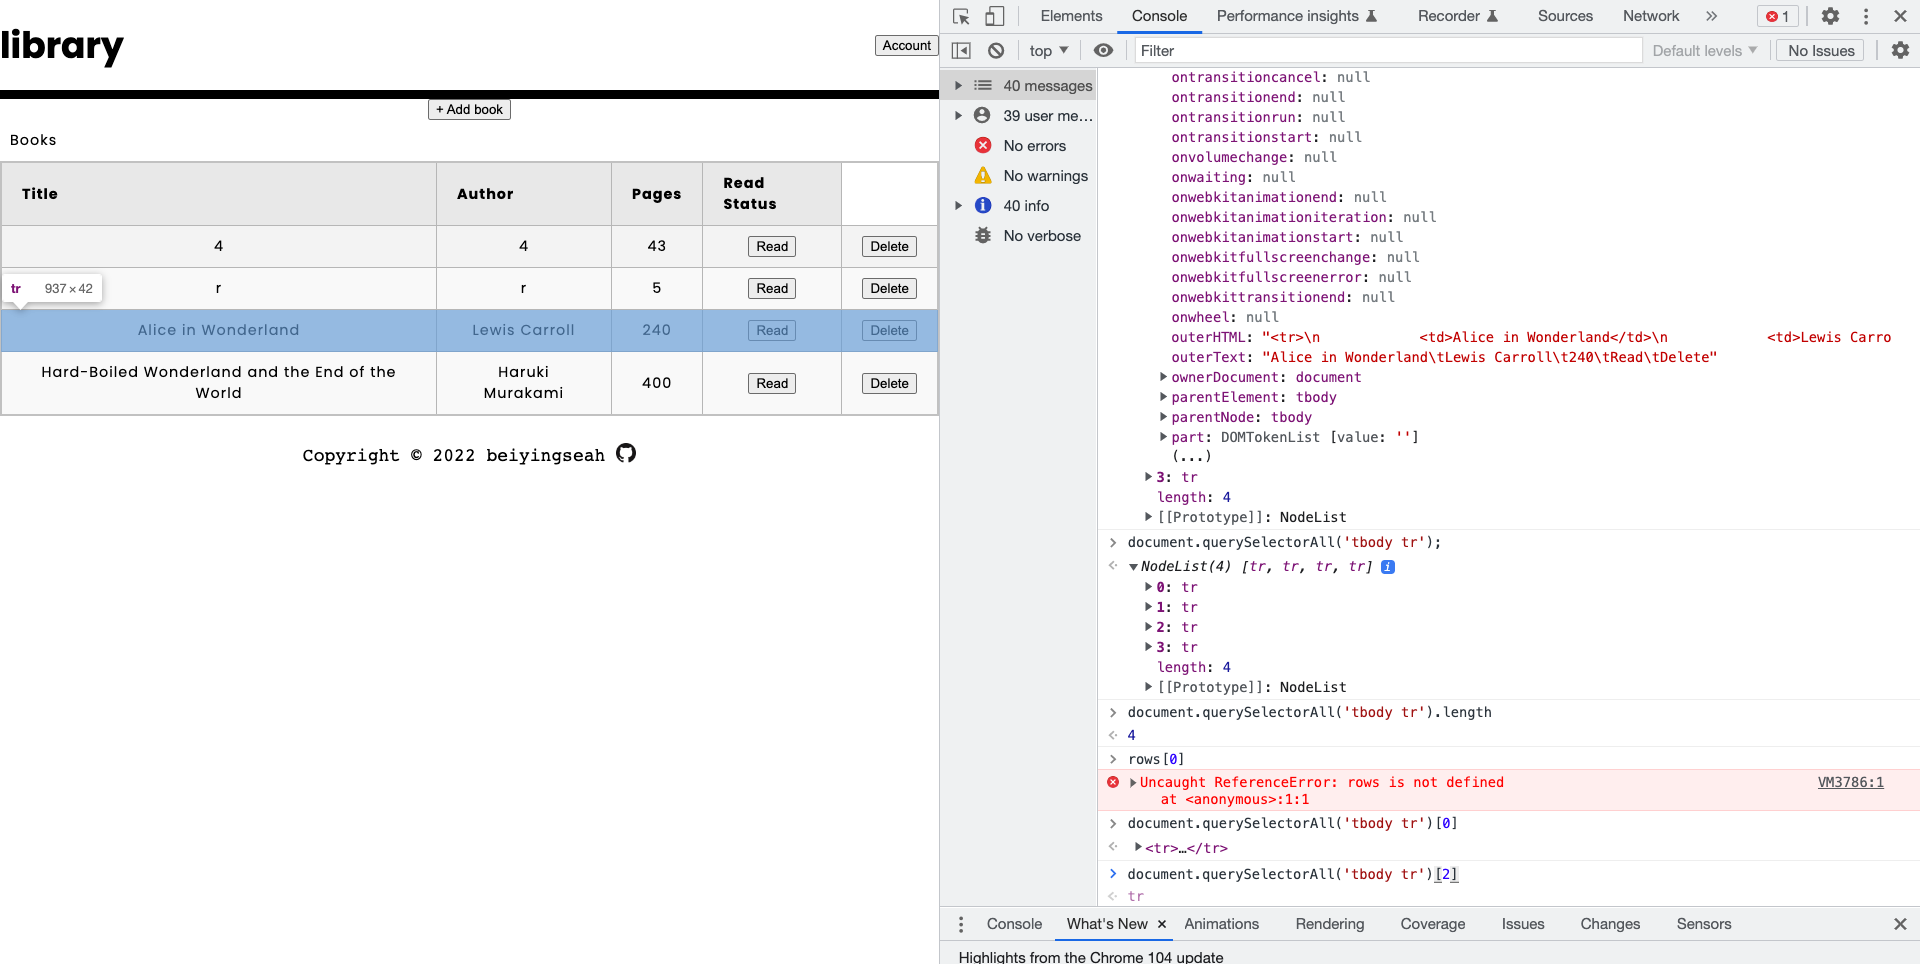 library
Account
+ Add book
Books
Title Author Pages Read Status
4 4 43 Read Delete
r r 5 Read Delete
tr 937 × 42
Alice in Wonderland Lewis Carroll 240 Read Delete
Hard-Boiled Wonderland and the End of the World Haruki Murakami 400 Read Delete
Copyright © 2022 beiyingseah
Elements Console Performance insights Recorder Sources Network » 1
top Filter Default levels No Issues
40 messages
39 user me...
No errors
No warnings
40 info
No verbose
ontransitioncancel: null
ontransitionend: null
ontransitionrun: null
ontransitionstart: null
onvolumechange: null
onwaiting: null
onwebkitanimationend: null
onwebkitanimationiteration: null
onwebkitanimationstart: null
onwebkitfullscreenchange: null
onwebkitfullscreenerror: null
onwebkittransitionend: null
onwheel: null
outerHTML: "<tr>\n            <td>Alice in Wonderland</td>\n            <td>Lewis Carro
outerText: "Alice in Wonderland\tLewis Carroll\t240\tRead\tDelete"
ownerDocument: document
parentElement: tbody
parentNode: tbody
part: DOMTokenList [value: '']
(...)
3: tr
length: 4
[[Prototype]]: NodeList
document.querySelectorAll('tbody tr');
NodeList(4) [tr, tr, tr, tr] i
0: tr
1: tr
2: tr
3: tr
length: 4
[[Prototype]]: NodeList
document.querySelectorAll('tbody tr').length
4
rows[0]
Uncaught ReferenceError: rows is not defined VM3786:1
at <anonymous>:1:1
document.querySelectorAll('tbody tr')[0]
<tr>…</tr>
document.querySelectorAll('tbody tr')[2]
tr
Console What's New × Animations Rendering Coverage Issues Changes Sensors
Highlights from the Chrome 104 update